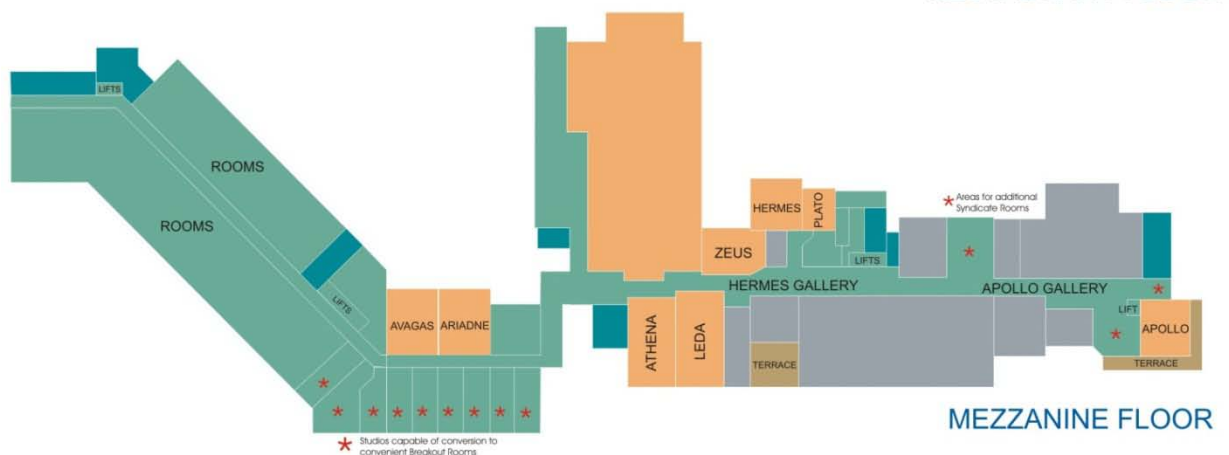 LIFTS
ROOMS
ROOMS
LIFTS
AVAGAS
ARIADNE
HERMES
PLATO
* Areas for additional
Syndicate Rooms
ZEUS
LIFTS
HERMES GALLERY
APOLLO GALLERY
LIFT
ATHENA
LEDA
APOLLO
TERRACE
TERRACE
MEZZANINE FLOOR
* Studios capable of conversion to
convenient Breakout Rooms